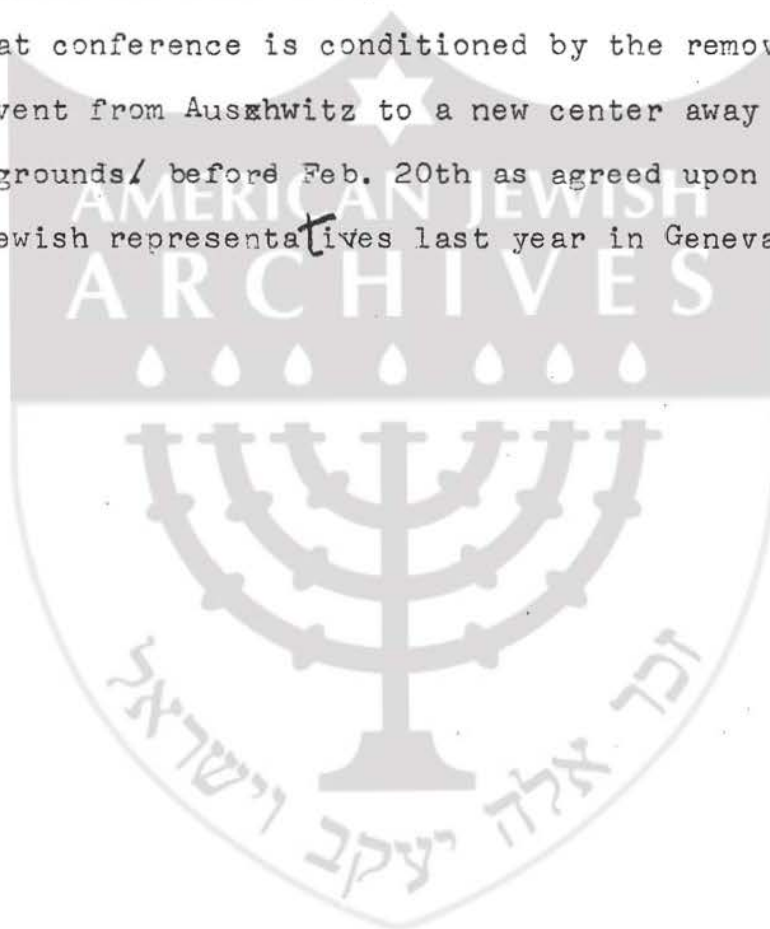 at conference is conditioned by the remov
vent from Ausxhwitz to a new center away
grounds/ before Feb. 20th as agreed upon
ewish representatives last year in Geneva
AMERICAN JEWISH
ARCHIVES
זכר אלה יעקב וישראל